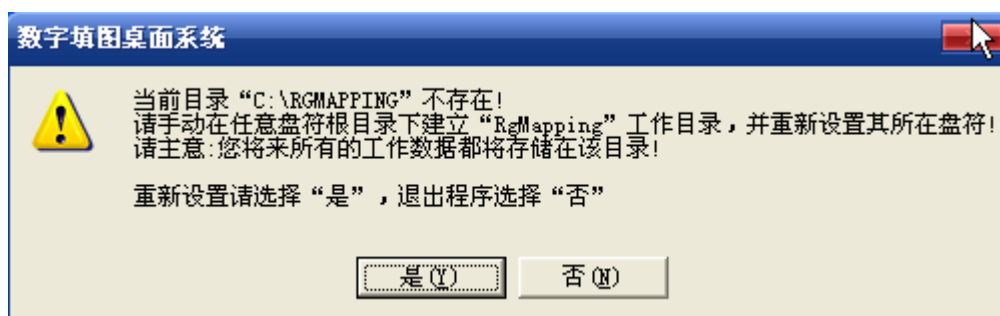 数字填图桌面系统
当前目录“C:\RGMAPPING”不存在!
请手动在任意盘符根目录下建立“RgMapping”工作目录，并重新设置其所在盘符!
请主意:您将来所有的工作数据都将存储在该目录!
重新设置请选择“是”，退出程序选择“否”
是(Y)
否(N)